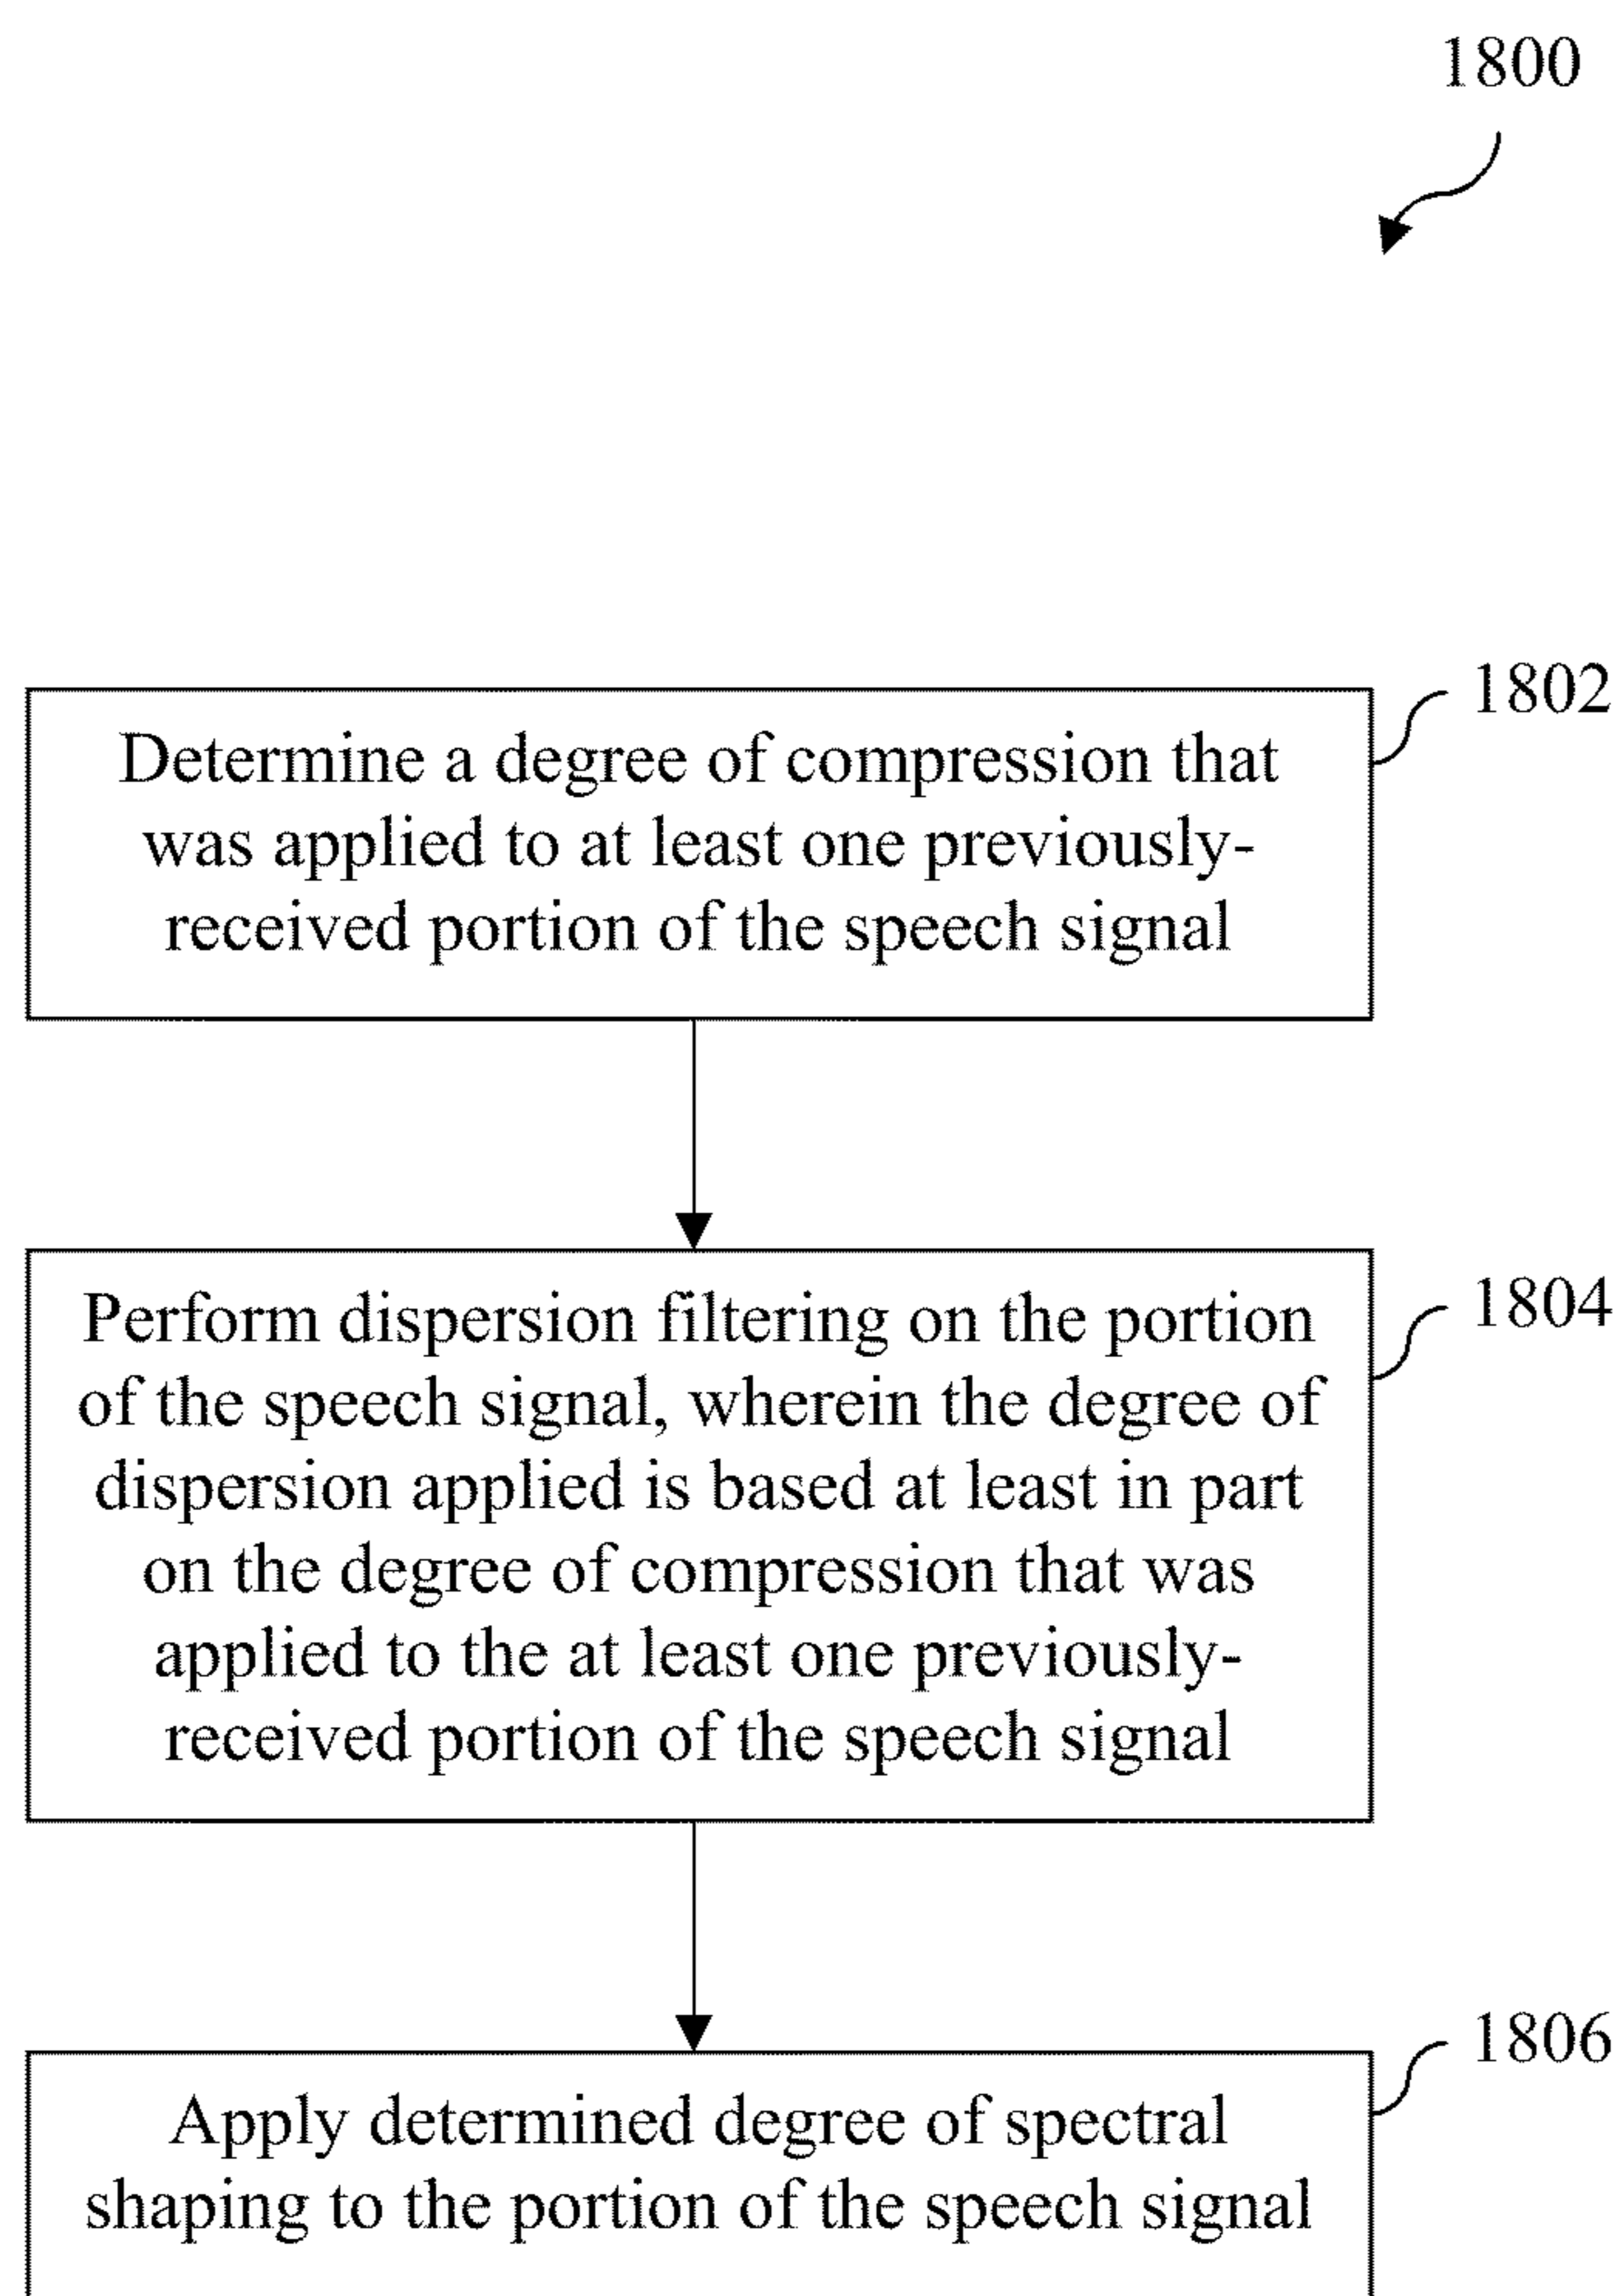 1800
1802
Determine a degree of compression that
was applied to at least one previously-
received portion of the speech signal
1804
Perform dispersion filtering on the portion
of the speech signal, wherein the degree of
dispersion applied is based at least in part
on the degree of compression that was
applied to the at least one previously-
received portion of the speech signal
1806
Apply determined degree of spectral
shaping to the portion of the speech signal